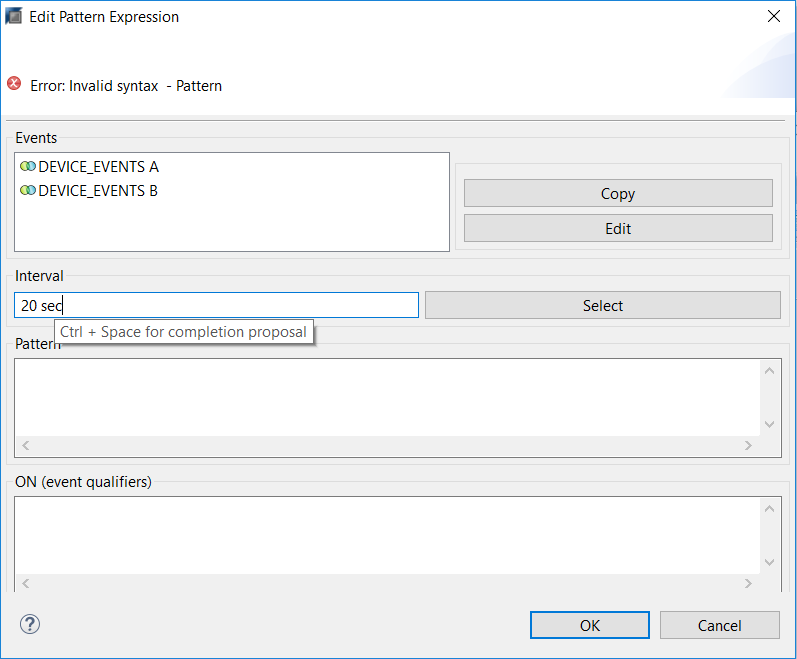 Edit Pattern Expression
Error: Invalid syntax  - Pattern
Events
DEVICE_EVENTS A
DEVICE_EVENTS B
Copy
Edit
Interval
20 sec
Select
Ctrl + Space for completion proposal
Pattern
ON (event qualifiers)
?
OK
Cancel